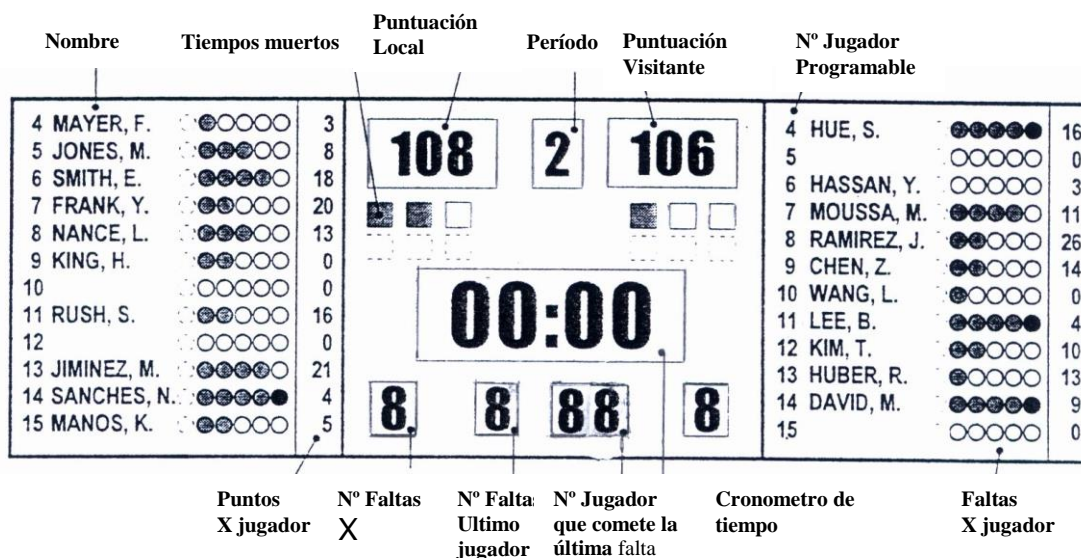 Nombre
Tiempos muertos
Puntuación
Local
Período
Puntuación
Visitante
Nº Jugador
Programable
4 MAYER, F. 3
5 JONES, M. 8
6 SMITH, E. 18
7 FRANK, Y. 20
8 NANCE, L. 13
9 KING, H. 0
10 0
11 RUSH, S. 16
12 0
13 JIMINEZ, M. 21
14 SANCHES, N. 4
15 MANOS, K. 5
108 2 106
00:00
8 8 88 8
4 HUE, S. 16
5 0
6 HASSAN, Y. 3
7 MOUSSA, M. 11
8 RAMIREZ, J. 26
9 CHEN, Z. 14
10 WANG, L. 0
11 LEE, B. 4
12 KIM, T. 10
13 HUBER, R. 13
14 DAVID, M. 9
15 0
Puntos
X jugador
Nº Faltas
X
Nº Faltas
Ultimo
jugador
Nº Jugador
que comete la
última falta
Cronometro de
tiempo
Faltas
X jugador